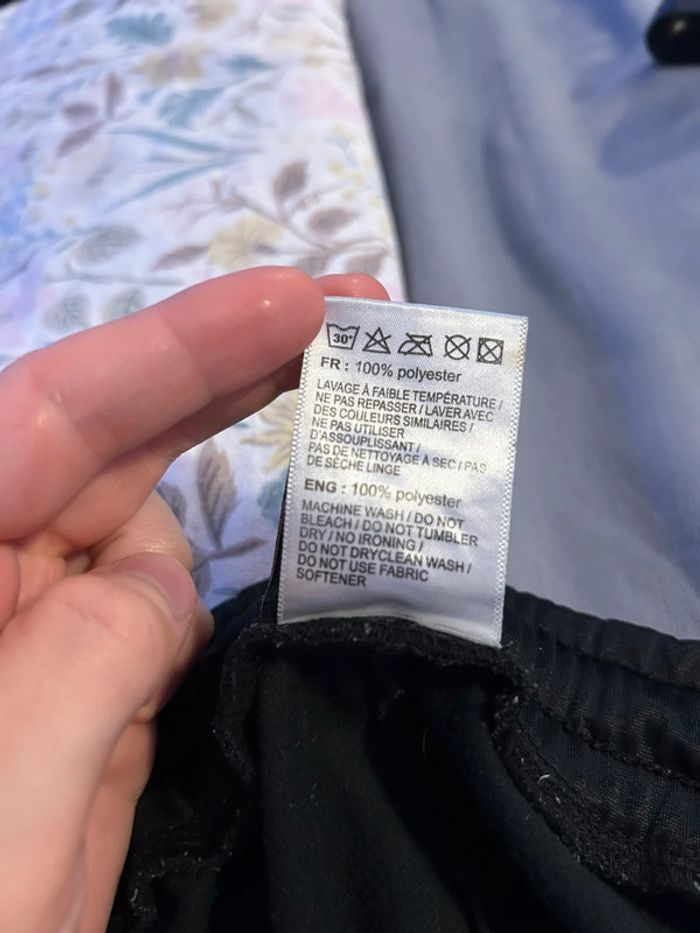 30°
FR : 100% polyester
LAVAGE À FAIBLE TEMPÉRATURE /
NE PAS REPASSER / LAVER AVEC
DES COULEURS SIMILAIRES /
NE PAS UTILISER
D'ASSOUPLISSANT /
PAS DE NETTOYAGE À SEC / PAS
DE SÈCHE LINGE
ENG : 100% polyester
MACHINE WASH / DO NOT
BLEACH / DO NOT TUMBLER
DRY / NO IRONING /
DO NOT DRYCLEAN WASH /
DO NOT USE FABRIC
SOFTENER